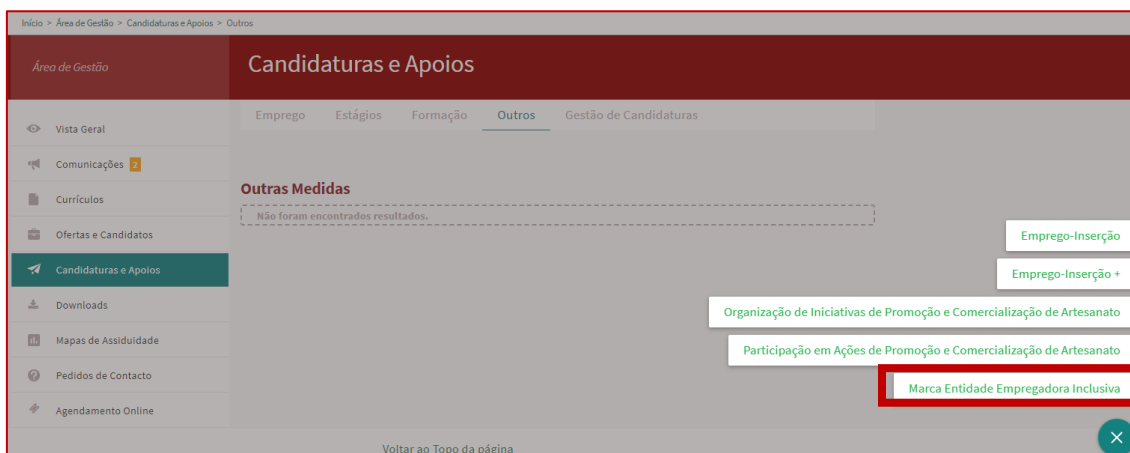 Início > Área de Gestão > Candidaturas e Apoios > Outros
Área de Gestão
Candidaturas e Apoios
Emprego Estágios Formação Outros Gestão de Candidaturas
Vista Geral
Comunicações 2
Currículos
Ofertas e Candidatos
Candidaturas e Apoios
Downloads
Mapas de Assiduidade
Pedidos de Contacto
Agendamento Online
Outras Medidas
Não foram encontrados resultados.
Emprego-Inserção
Emprego-Inserção +
Organização de Iniciativas de Promoção e Comercialização de Artesanato
Participação em Ações de Promoção e Comercialização de Artesanato
Marca Entidade Empregadora Inclusiva
Voltar ao Topo da página